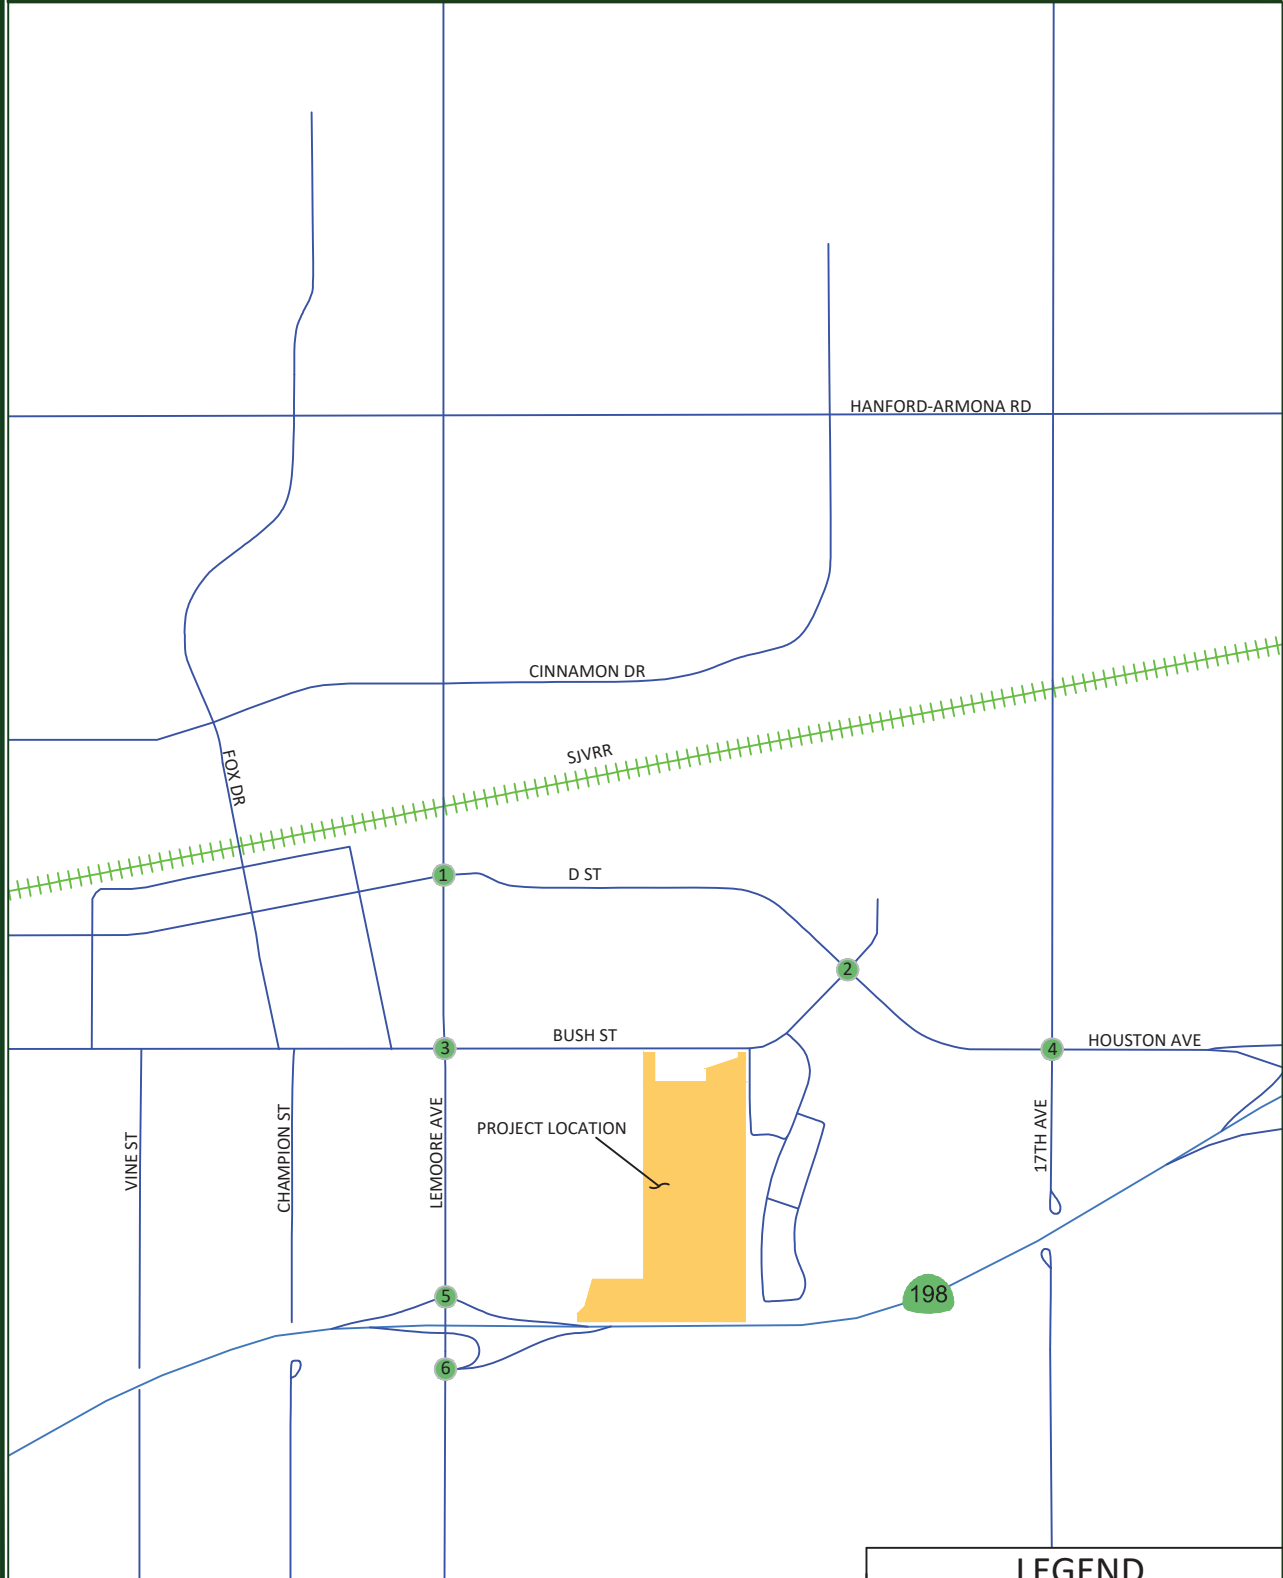 HANFORD-ARMONA RD
CINNAMON DR
SJVRR
FOX DR
1
D ST
2
BUSH ST
3
4
HOUSTON AVE
VINE ST
CHAMPION ST
LEMOORE AVE
PROJECT LOCATION
17TH AVE
5
198
6
LEGEND